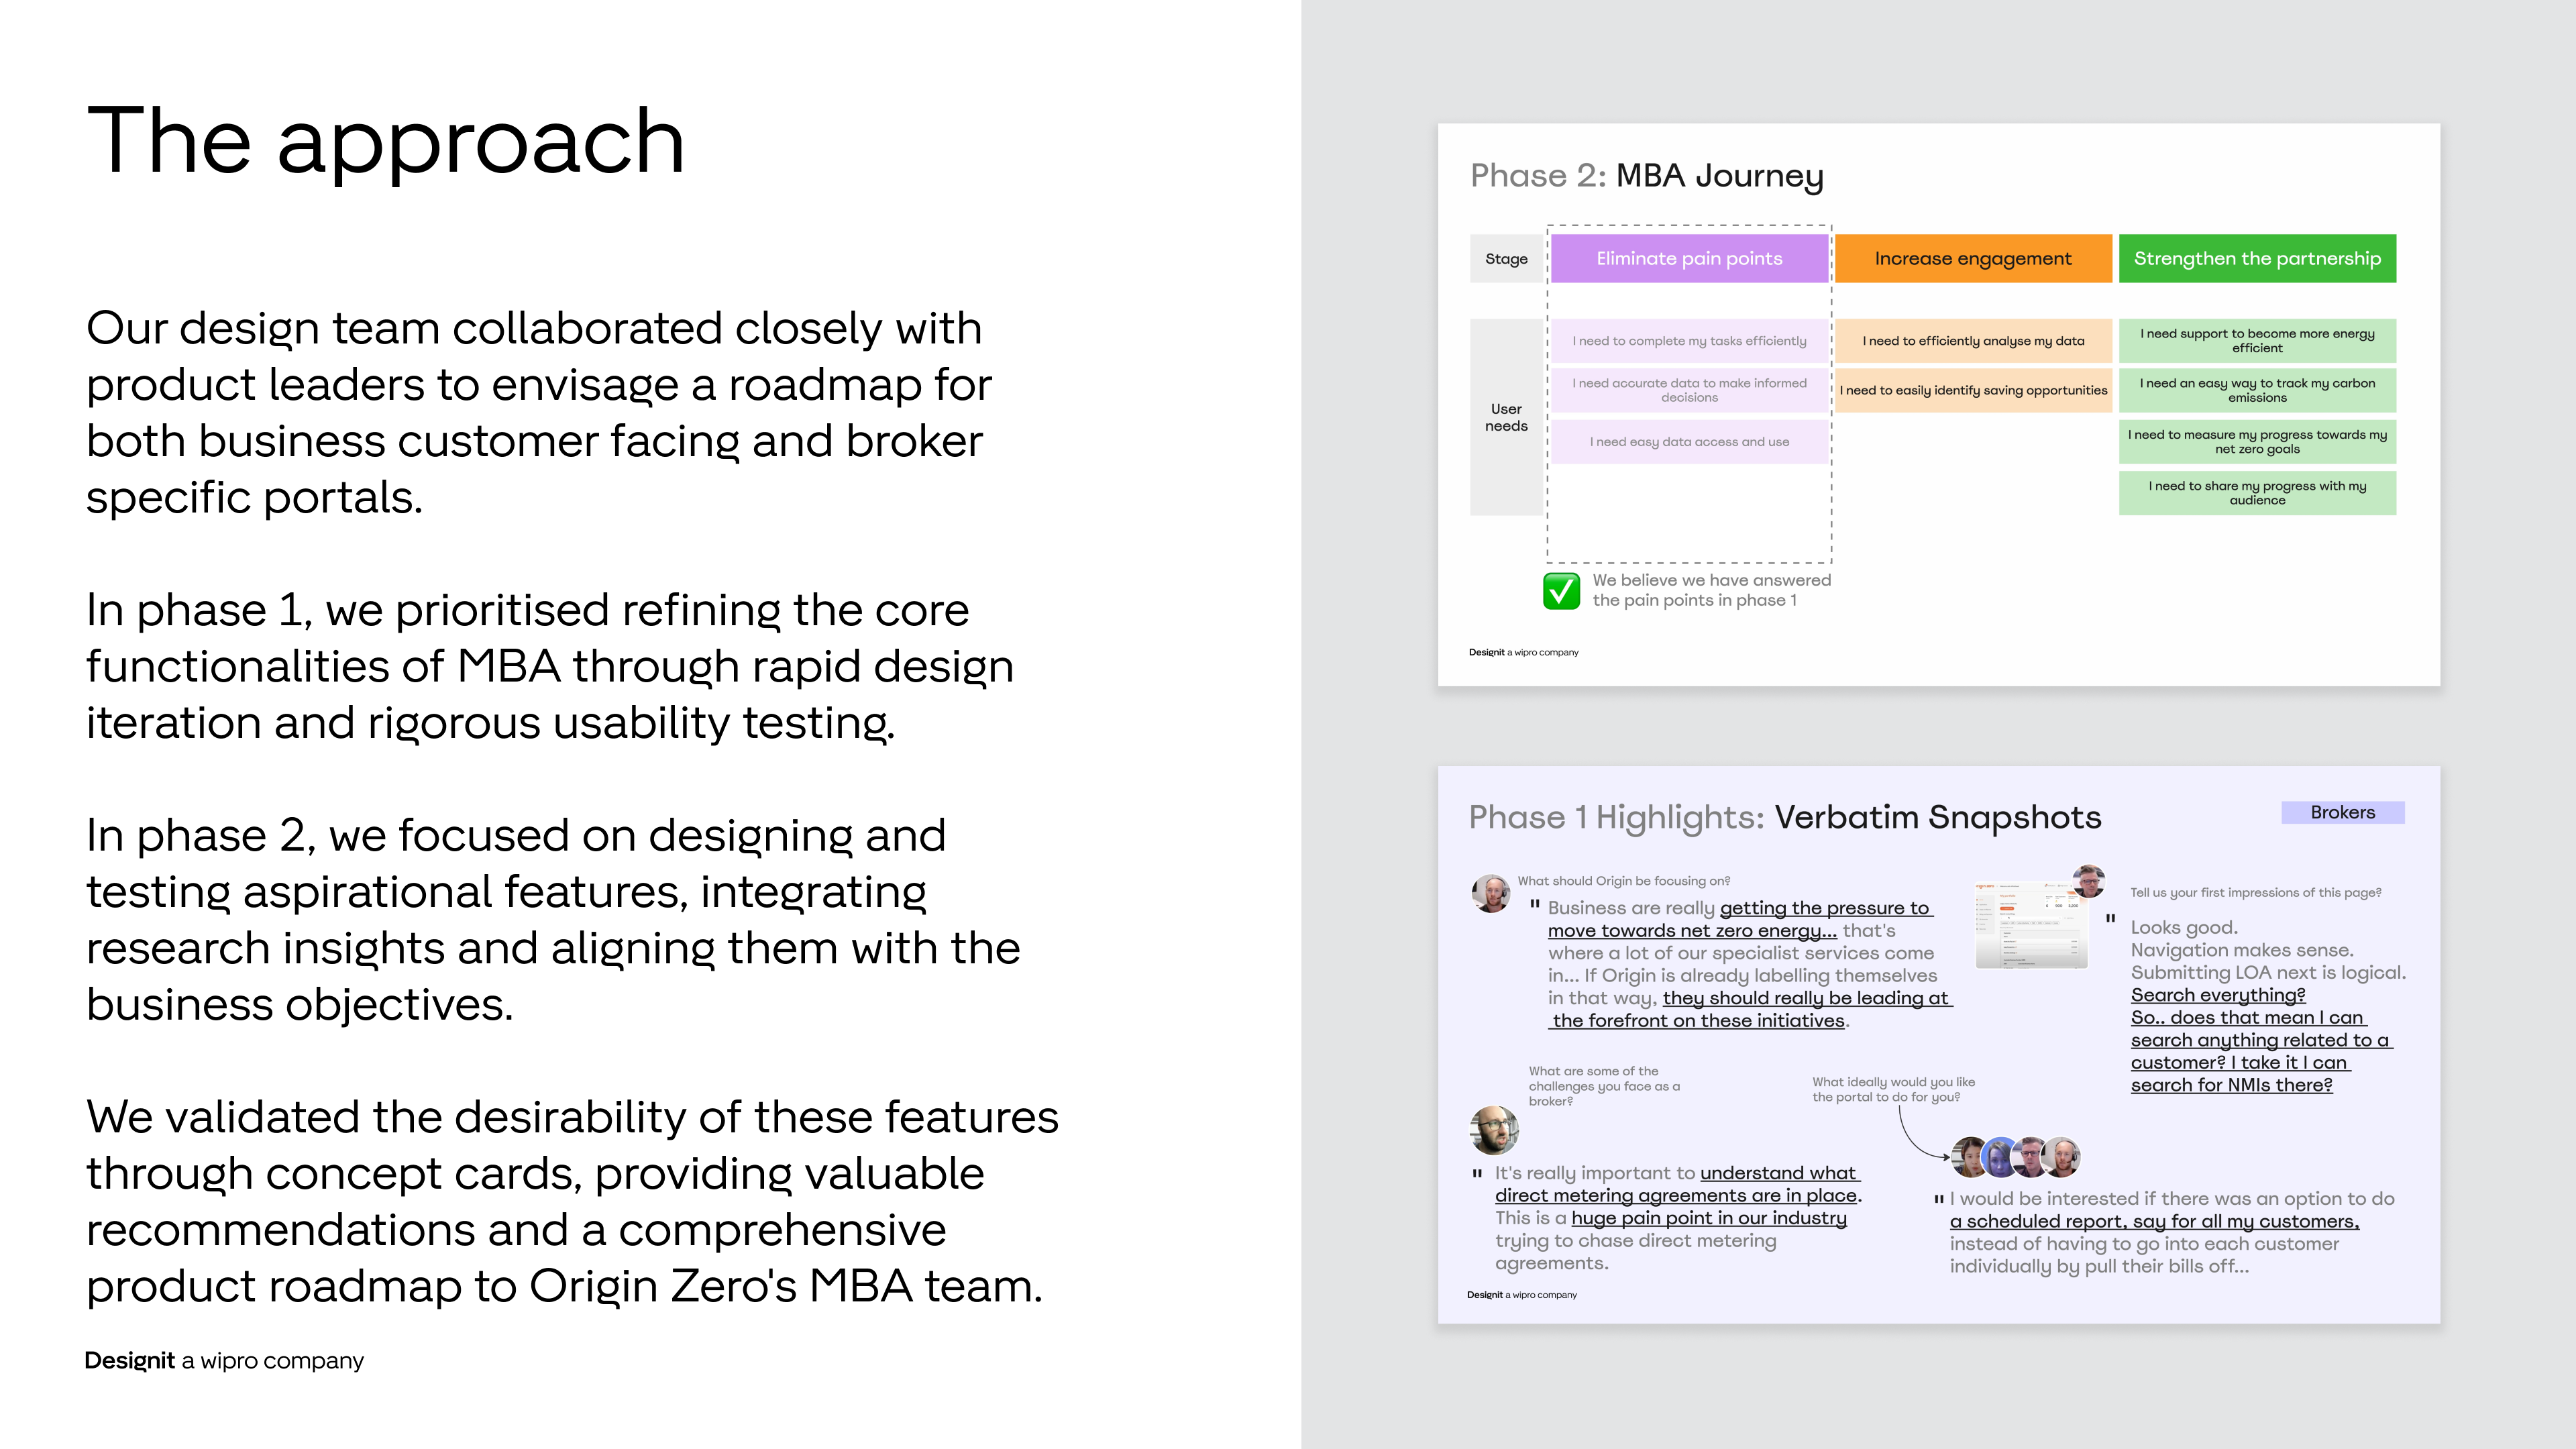 The approach
Our design team collaborated closely with
product leaders to envisage a roadmap for
both business customer facing and broker
specific portals.
In phase 1, we prioritised refining the core
functionalities of MBA through rapid design
iteration and rigorous usability testing.
In phase 2, we focused on designing and
testing aspirational features, integrating
research insights and aligning them with the
business objectives.
We validated the desirability of these features
through concept cards, providing valuable
recommendations and a comprehensive
product roadmap to Origin Zero's MBA team.
Designit a wipro company
Phase 2: MBA Journey
Stage
Eliminate pain points
Increase engagement
Strengthen the partnership
User
needs
I need to complete my tasks efficiently
I need accurate data to make informed
decisions
I need easy data access and use
I need to efficiently analyse my data
I need to easily identify saving opportunities
I need support to become more energy
efficient
I need an easy way to track my carbon
emissions
I need to measure my progress towards my
net zero goals
I need to share my progress with my
audience
We believe we have answered
the pain points in phase 1
Designit a wipro company
Phase 1 Highlights: Verbatim Snapshots
Brokers
What should Origin be focusing on?
" Business are really getting the pressure to
move towards net zero energy... that's
where a lot of our specialist services come
in... If Origin is already labelling themselves
in that way, they should really be leading at
the forefront on these initiatives.
Tell us your first impressions of this page?
" Looks good.
Navigation makes sense.
Submitting LOA next is logical.
Search everything?
So.. does that mean I can
search anything related to a
customer? I take it I can
search for NMIs there?
What are some of the
challenges you face as a
broker?
" It's really important to understand what
direct metering agreements are in place.
This is a huge pain point in our industry
trying to chase direct metering
agreements.
What ideally would you like
the portal to do for you?
" I would be interested if there was an option to do
a scheduled report, say for all my customers,
instead of having to go into each customer
individually by pull their bills off...
Designit a wipro company